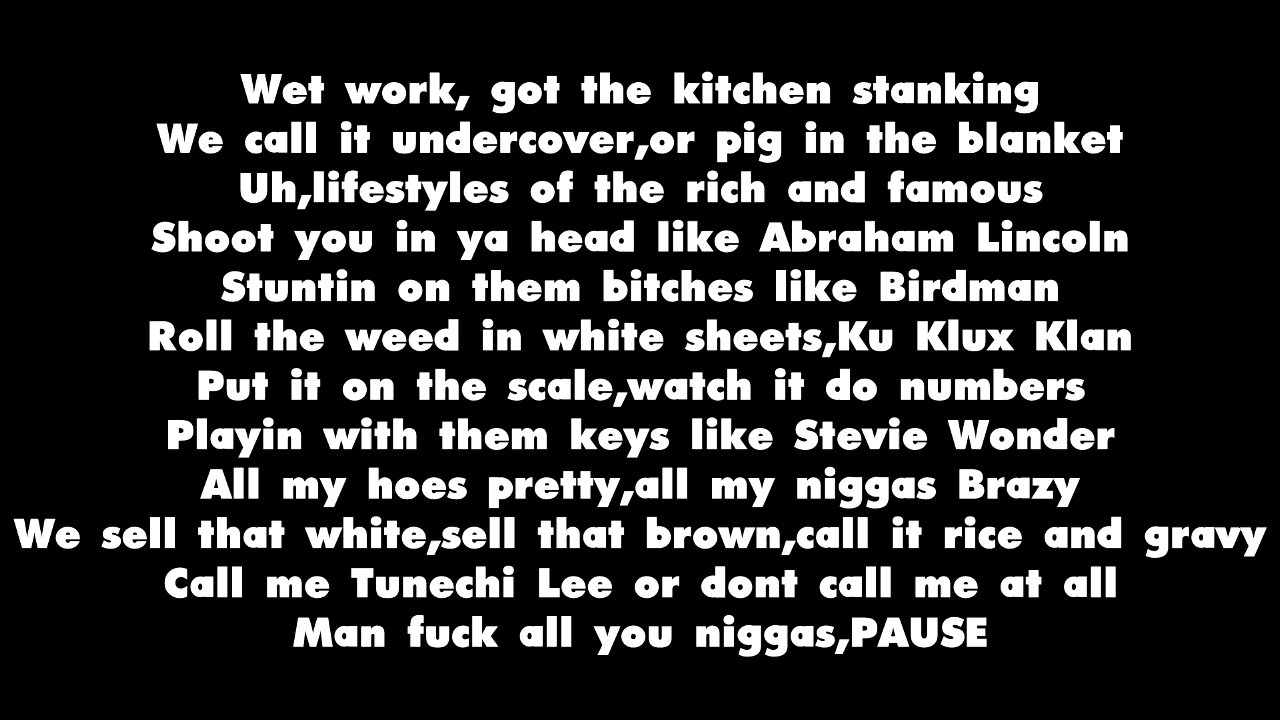 Wet work, got the kitchen stanking
We call it undercover,or pig in the blanket
Uh,lifestyles of the rich and famous
Shoot you in ya head like Abraham Lincoln
Stuntin on them bitches like Birdman
Roll the weed in white sheets,Ku Klux Klan
Put it on the scale,watch it do numbers
Playin with them keys like Stevie Wonder
All my hoes pretty,all my niggas Brazy
We sell that white,sell that brown,call it rice and gravy
Call me Tunechi Lee or dont call me at all
Man fuck all you niggas,PAUSE